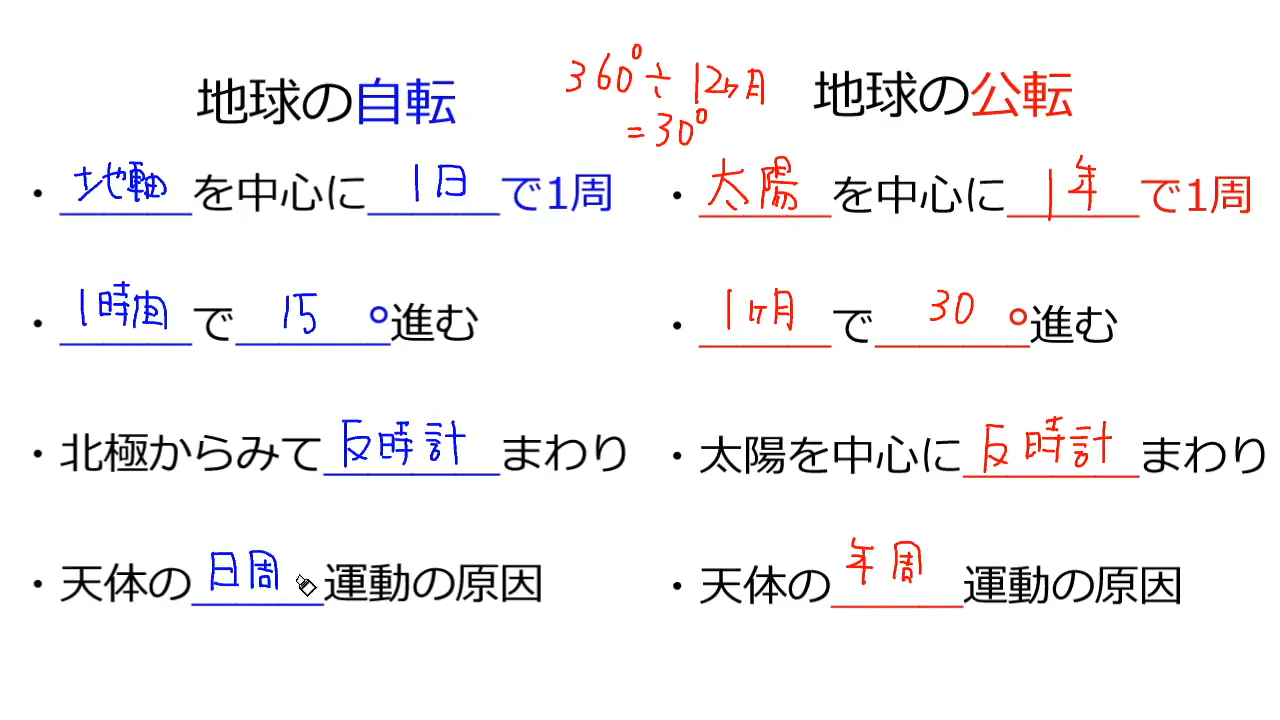 地球の自転
・地軸を中心に1日で1周
・1時間で15°進む
・北極からみて反時計まわり
・天体の日周運動の原因
360°÷12ヶ月
=30°
地球の公転
・太陽を中心に1年で1周
・1ヶ月で30°進む
・太陽を中心に反時計まわり
・天体の年周運動の原因